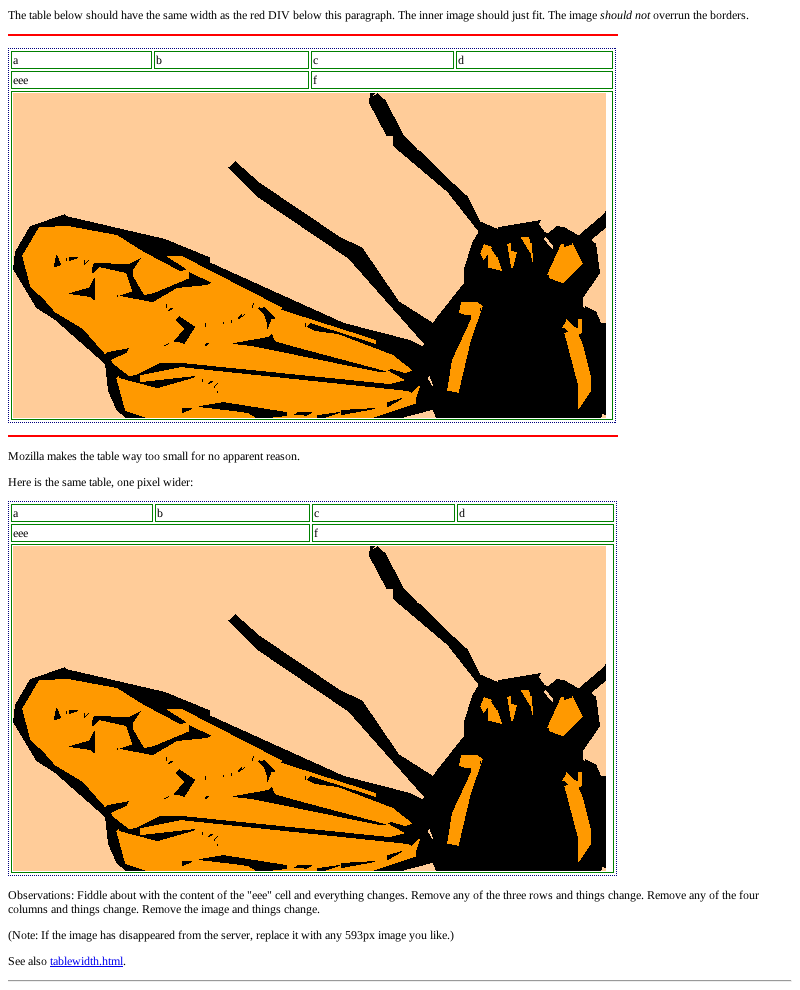 The table below should have the same width as the red DIV below this paragraph. The inner image should just fit. The image should not overrun the borders.
a b c d
eee f
Mozilla makes the table way too small for no apparent reason.
Here is the same table, one pixel wider:
a b c d
eee f
Observations: Fiddle about with the content of the "eee" cell and everything changes. Remove any of the three rows and things change. Remove any of the four
columns and things change. Remove the image and things change.
(Note: If the image has disappeared from the server, replace it with any 593px image you like.)
See also tablewidth.html.